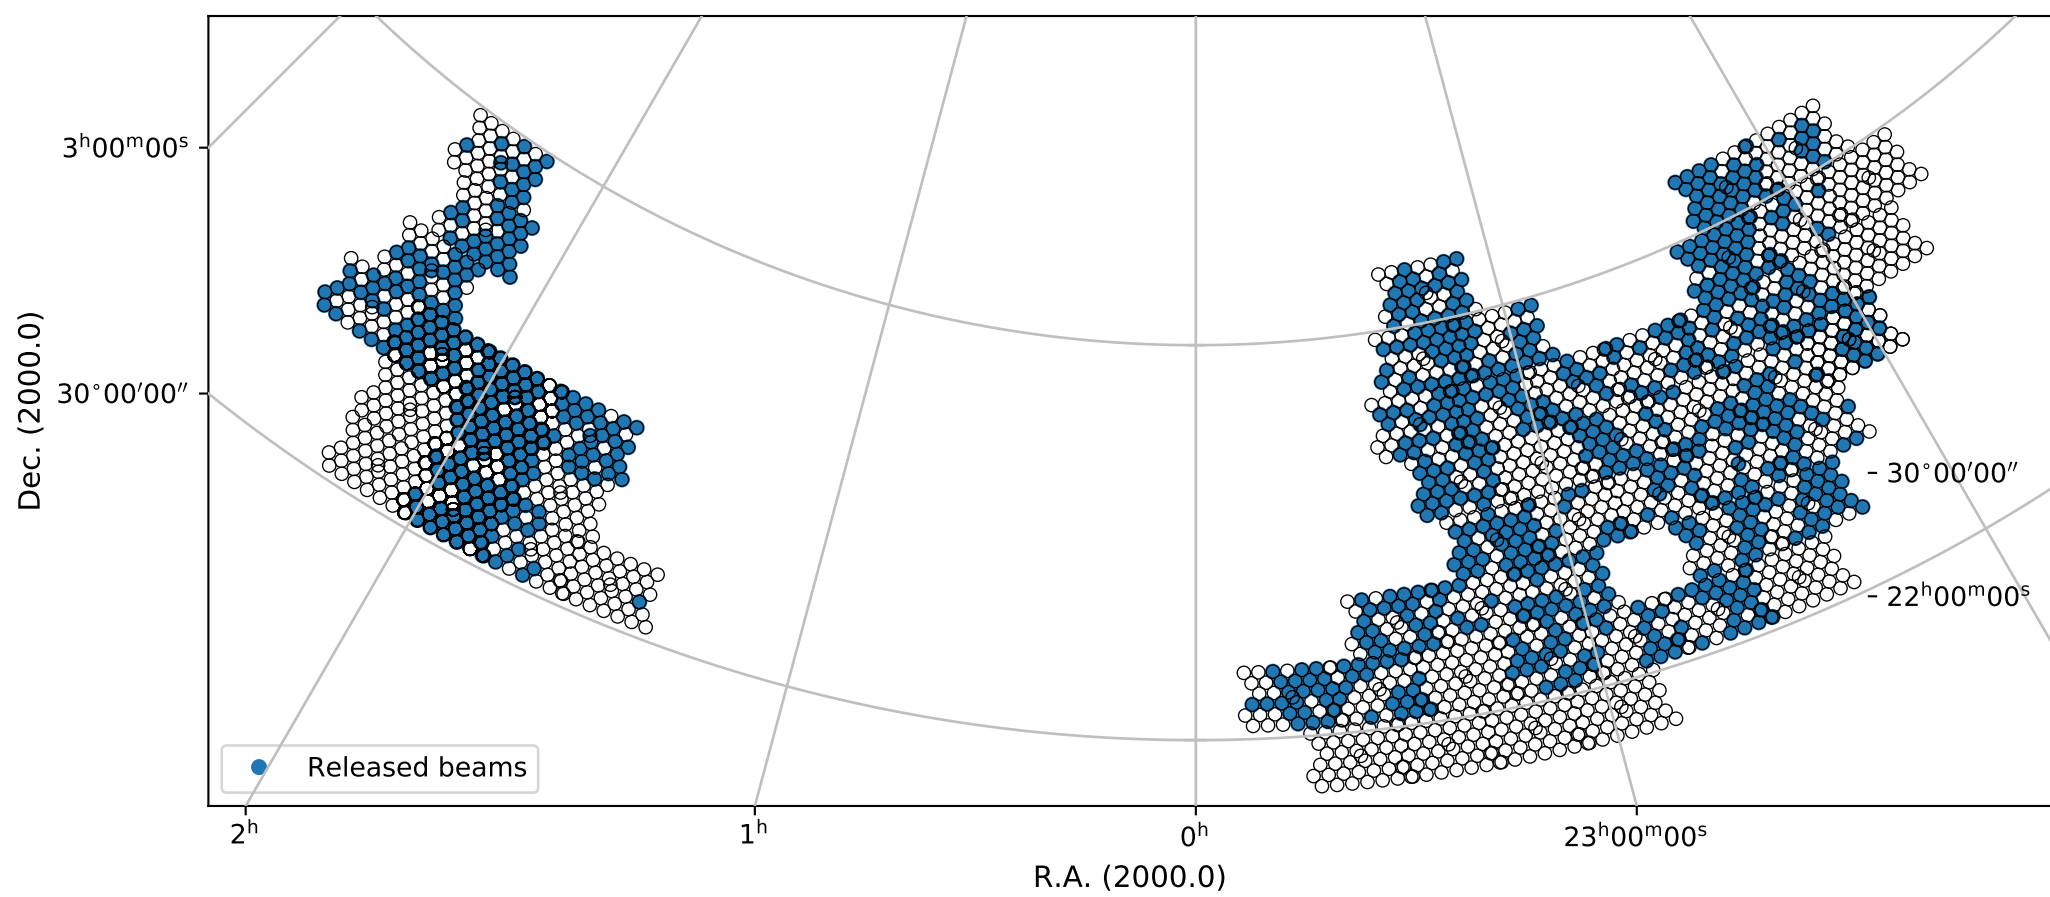 3ʰ00ᵐ00ˢ
30°00′00″
Dec. (2000.0)
30°00′00″
22ʰ00ᵐ00ˢ
Released beams
2ʰ
1ʰ
0ʰ
23ʰ00ᵐ00ˢ
R.A. (2000.0)